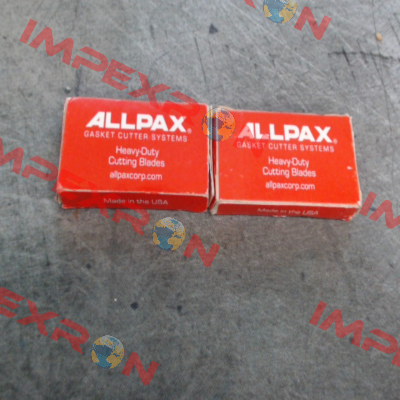 ALLPAX®
GASKET CUTTER SYSTEMS
Heavy-Duty
Cutting Blades
allpaxcorp.com
Made in the USA
ALLPAX®
GASKET CUTTER SYSTEMS
Heavy-Duty
Cutting Blades
allpaxcorp.com
Made in the USA
IMPEXRON
IMPEXRON
IMPEXRON
IMPEXRON